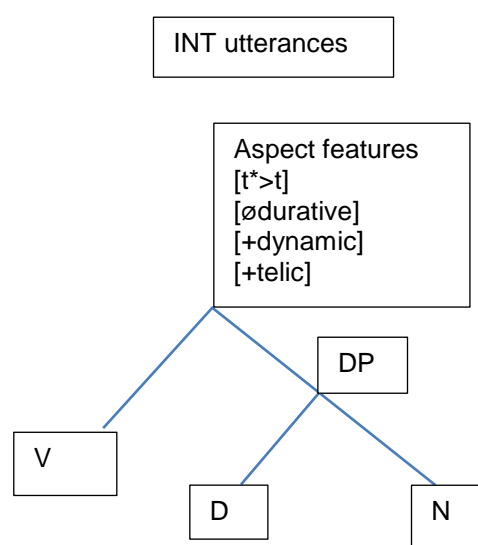 INT utterances
Aspect features
[t*>t]
[ødurative]
[+dynamic]
[+telic]
DP
V
D
N